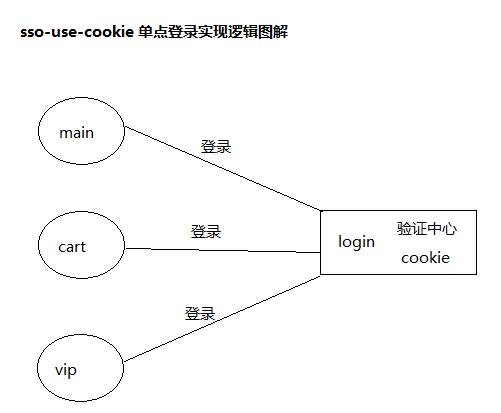 sso-use-cookie 单点登录实现逻辑图解
main
登录
cart
登录
login
验证中心
cookie
登录
vip